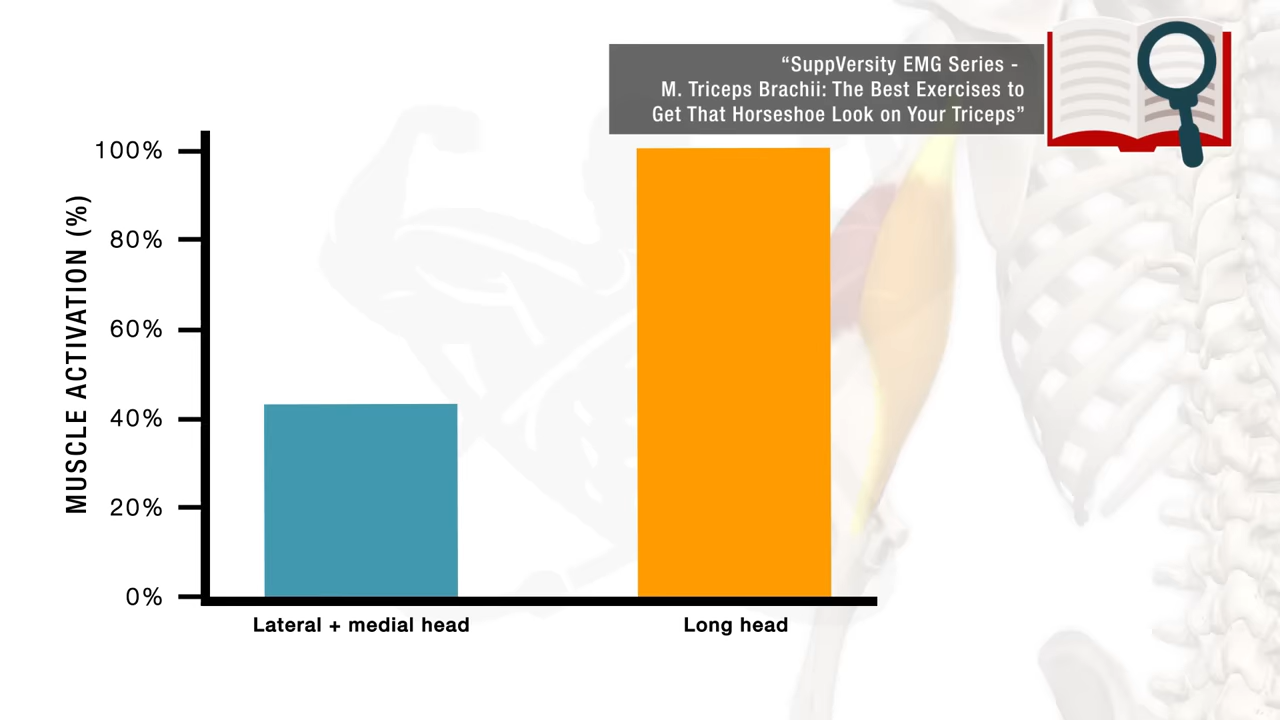 “SuppVersity EMG Series -
M. Triceps Brachii: The Best Exercises to
Get That Horseshoe Look on Your Triceps”
MUSCLE ACTIVATION (%)
100%
80%
60%
40%
20%
0%
Lateral + medial head
Long head